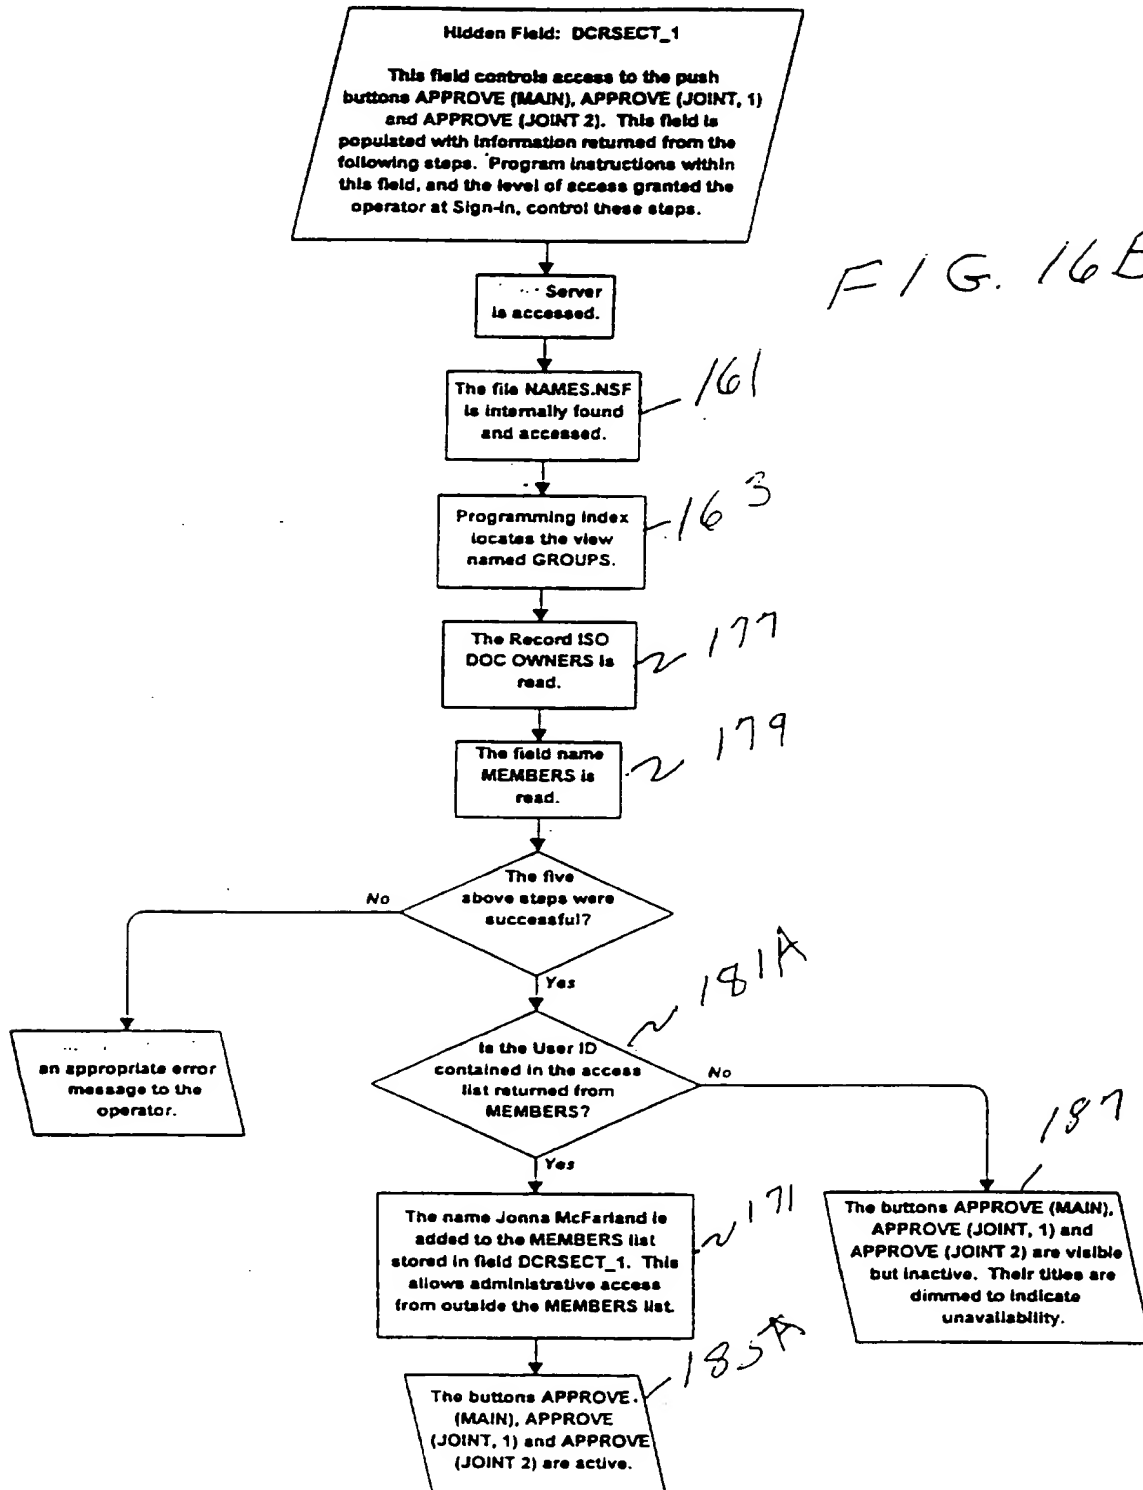 Hidden Field: DCRSECT_1
This field controls access to the push
buttons APPROVE (MAIN), APPROVE (JOINT, 1)
and APPROVE (JOINT 2). This field is
populated with information returned from the
following steps. Program instructions within
this field, and the level of access granted the
operator at Sign-in, control these steps.
FIG. 16B
Server
is accessed.
The file NAMES.NSF
is internally found
and accessed.
161
Programming index
locates the view
named GROUPS.
163
The Record ISO
DOC OWNERS is
read.
177
The field name
MEMBERS is
read.
179
The five
above steps were
successful?
No
Yes
181A
an appropriate error
message to the
operator.
Is the User ID
contained in the access
list returned from
MEMBERS?
No
Yes
187
The name Jonna McFarland is
added to the MEMBERS list
stored in field DCRSECT_1. This
allows administrative access
from outside the MEMBERS list.
171
The buttons APPROVE (MAIN),
APPROVE (JOINT, 1) and
APPROVE (JOINT 2) are visible
but inactive. Their titles are
dimmed to indicate
unavailability.
185A
The buttons APPROVE
(MAIN), APPROVE
(JOINT, 1) and APPROVE
(JOINT 2) are active.